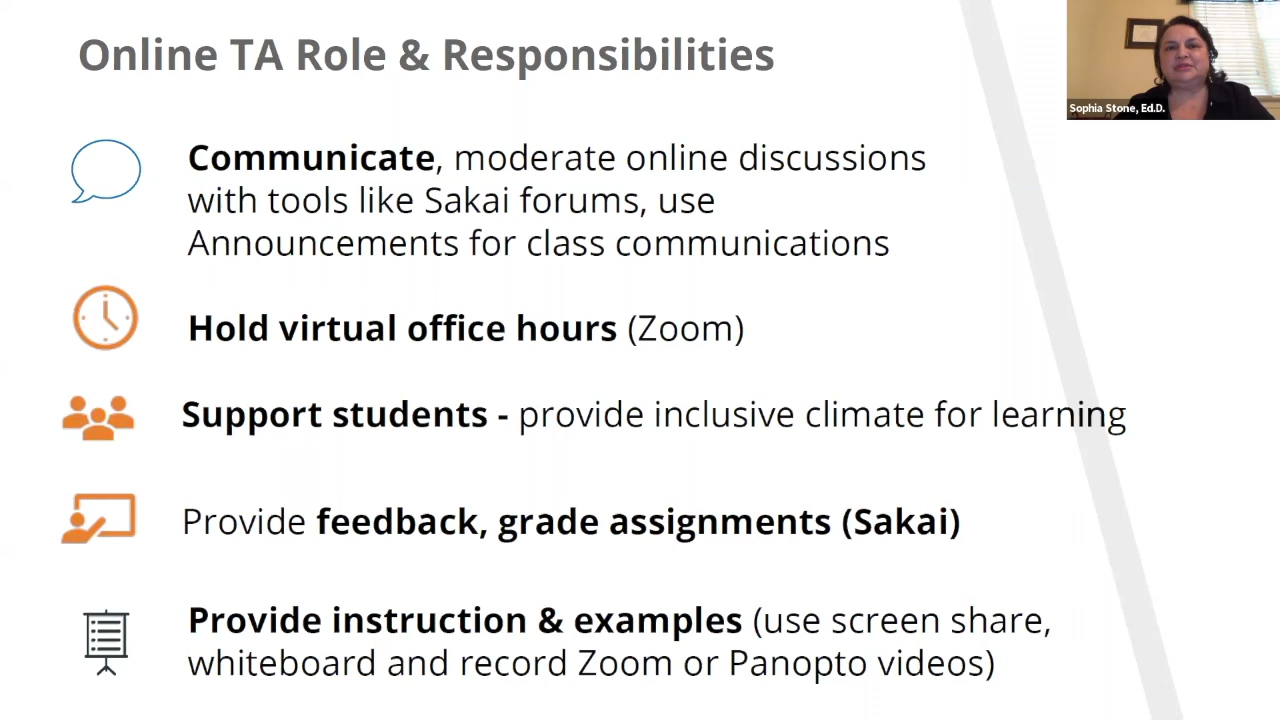 Online TA Role & Responsibilities
Sophia Stone, Ed.D.
Communicate, moderate online discussions
with tools like Sakai forums, use
Announcements for class communications
Hold virtual office hours (Zoom)
Support students - provide inclusive climate for learning
Provide feedback, grade assignments (Sakai)
Provide instruction & examples (use screen share,
whiteboard and record Zoom or Panopto videos)